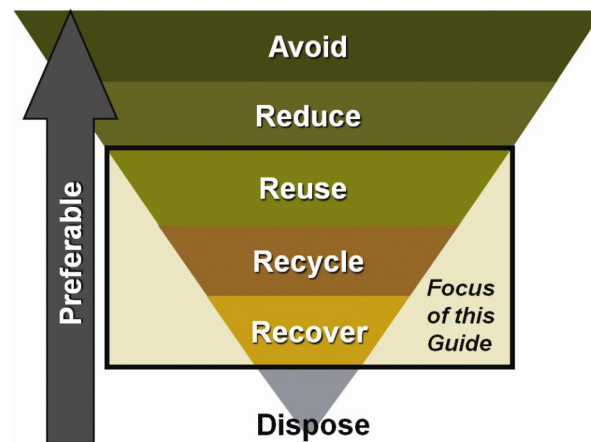 Avoid
Reduce
Reuse
Recycle
Recover
Dispose
Preferable
Focus
of this
Guide